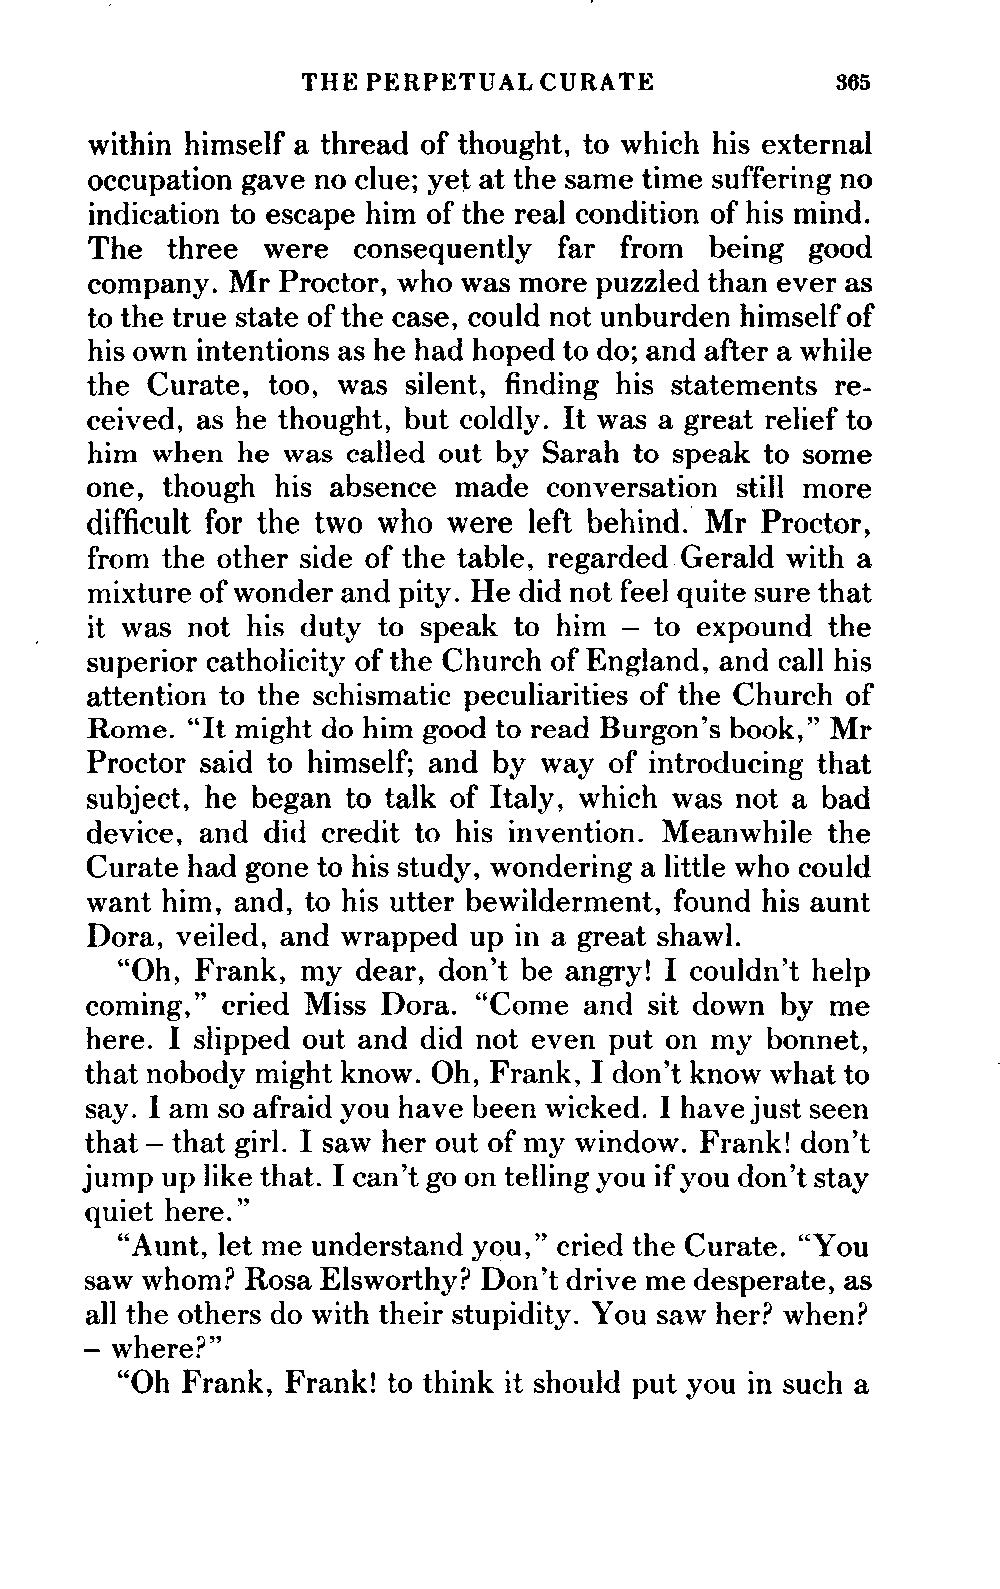 THE PERPETUAL CURATE 365
within himself a thread of thought, to which his external
occupation gave no clue; yet at the same time suffering no
indication to escape him of the real condition of his mind.
The three were consequently far from being good
company. Mr Proctor, who was more puzzled than ever as
to the true state of the case, could not unburden himself of
his own intentions as he had hoped to do; and after a while
the Curate, too, was silent, finding his statements re-
ceived, as he thought, but coldly. It was a great relief to
him when he was called out by Sarah to speak to some
one, though his absence made conversation still more
difficult for the two who were left behind. Mr Proctor,
from the other side of the table, regarded Gerald with a
mixture of wonder and pity. He did not feel quite sure that
it was not his duty to speak to him – to expound the
superior catholicity of the Church of England, and call his
attention to the schismatic peculiarities of the Church of
Rome. “It might do him good to read Burgon’s book,” Mr
Proctor said to himself; and by way of introducing that
subject, he began to talk of Italy, which was not a bad
device, and did credit to his invention. Meanwhile the
Curate had gone to his study, wondering a little who could
want him, and, to his utter bewilderment, found his aunt
Dora, veiled, and wrapped up in a great shawl.
“Oh, Frank, my dear, don’t be angry! I couldn’t help
coming,” cried Miss Dora. “Come and sit down by me
here. I slipped out and did not even put on my bonnet,
that nobody might know. Oh, Frank, I don’t know what to
say. I am so afraid you have been wicked. I have just seen
that – that girl. I saw her out of my window. Frank! don’t
jump up like that. I can’t go on telling you if you don’t stay
quiet here.”
“Aunt, let me understand you,” cried the Curate. “You
saw whom? Rosa Elsworthy? Don’t drive me desperate, as
all the others do with their stupidity. You saw her? when?
– where?”
“Oh Frank, Frank! to think it should put you in such a